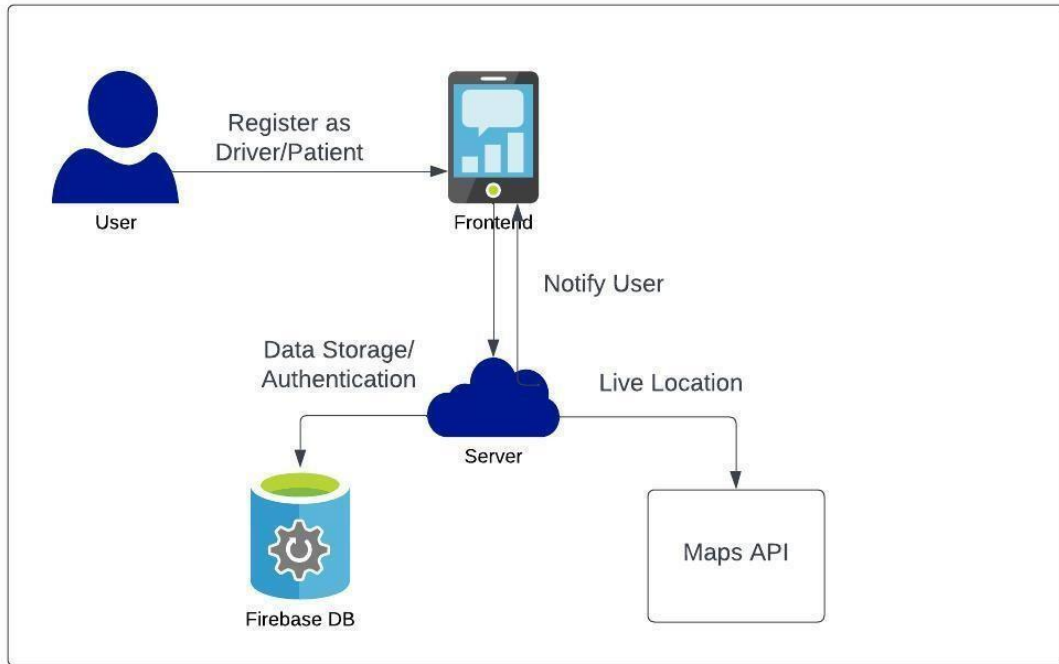 Register as
Driver/Patient
User
Frontend
Notify User
Data Storage/
Authentication
Live Location
Server
Maps API
Firebase DB